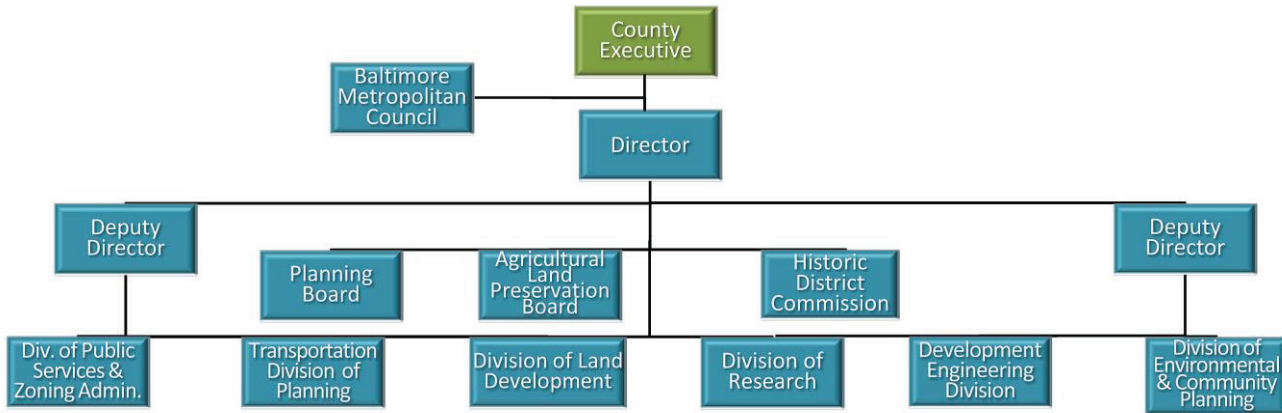 County
Executive
Baltimore
Metropolitan
Council
Director
Deputy
Director
Deputy
Director
Planning
Board
Agricultural
Land
Preservation
Board
Historic
District
Commission
Div. of Public
Services &
Zoning Admin.
Transportation
Division of
Planning
Division of Land
Development
Division of
Research
Development
Engineering
Division
Division of
Environmental
& Community
Planning